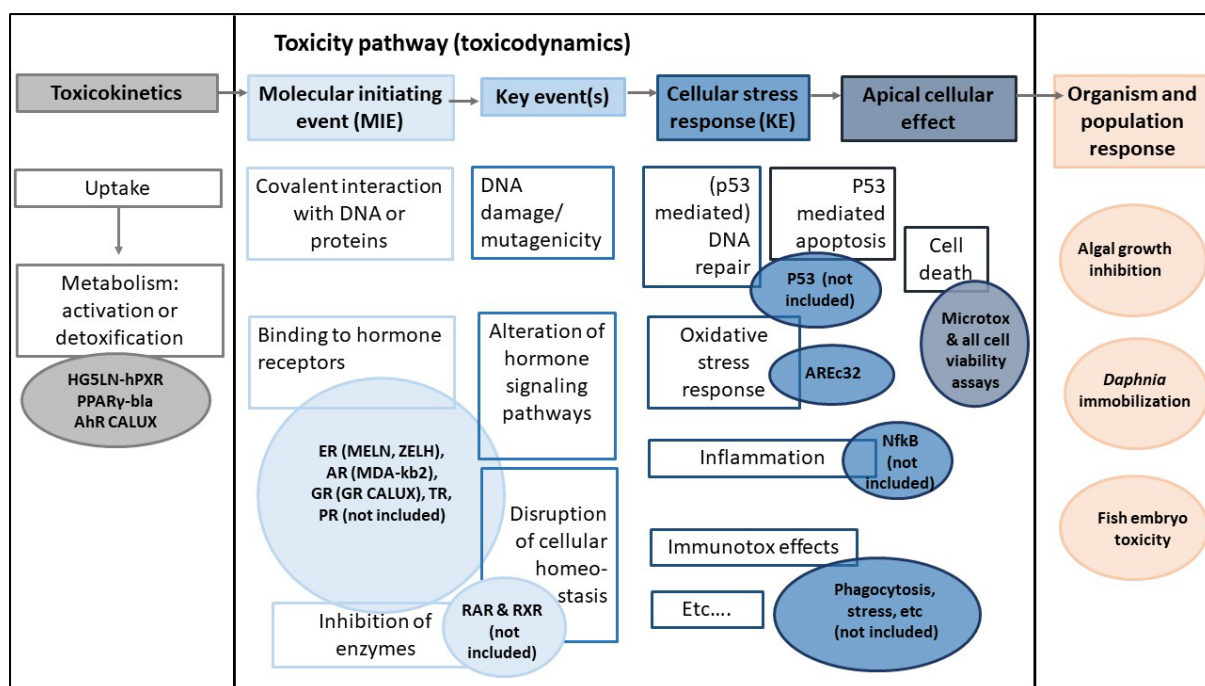 Toxicity pathway (toxicodynamics)
Toxicokinetics
Molecular initiating
event (MIE)
Key event(s)
Cellular stress
response (KE)
Apical cellular
effect
Organism and
population
response
Uptake
Metabolism:
activation or
detoxification
HG5LN-hPXR
PPARγ-bla
AhR CALUX
Covalent interaction
with DNA or
proteins
Binding to hormone
receptors
ER (MELN, ZELH),
AR (MDA-kb2),
GR (GR CALUX), TR,
PR (not included)
Inhibition of
enzymes
DNA
damage/
mutagenicity
Alteration of
hormone
signaling
pathways
Disruption
of cellular
homeo-
stasis
RAR & RXR
(not
included)
(p53
mediated)
DNA
repair
P53
mediated
apoptosis
P53 (not
included)
Oxidative
stress
response
AREc32
Inflammation
NfkB
(not
included)
Immunotox effects
Etc....
Phagocytosis,
stress, etc
(not included)
Cell
death
Microtox
& all cell
viability
assays
Algal growth
inhibition
Daphnia
immobilization
Fish embryo
toxicity